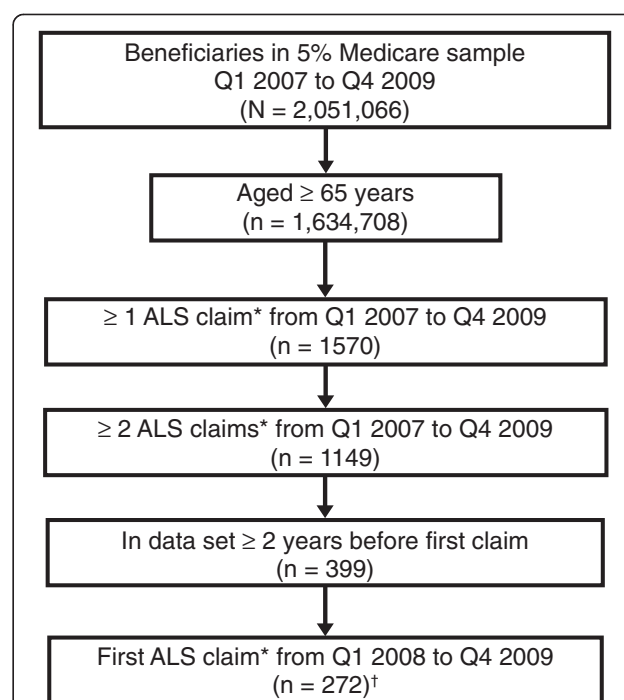 Beneficiaries in 5% Medicare sample
Q1 2007 to Q4 2009
(N = 2,051,066)
Aged ≥ 65 years
(n = 1,634,708)
≥ 1 ALS claim* from Q1 2007 to Q4 2009
(n = 1570)
≥ 2 ALS claims* from Q1 2007 to Q4 2009
(n = 1149)
In data set ≥ 2 years before first claim
(n = 399)
First ALS claim* from Q1 2008 to Q4 2009
(n = 272)†